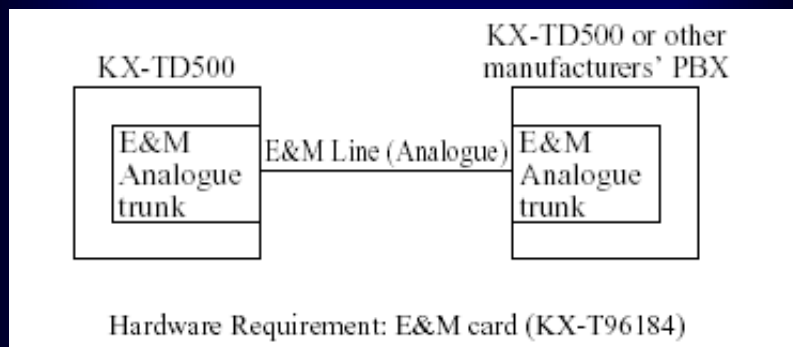 KX-TD500
KX-TD500 or other
manufacturers’ PBX
E&M
Analogue
trunk
E&M Line (Analogue)
E&M
Analogue
trunk
Hardware Requirement: E&M card (KX-T96184)